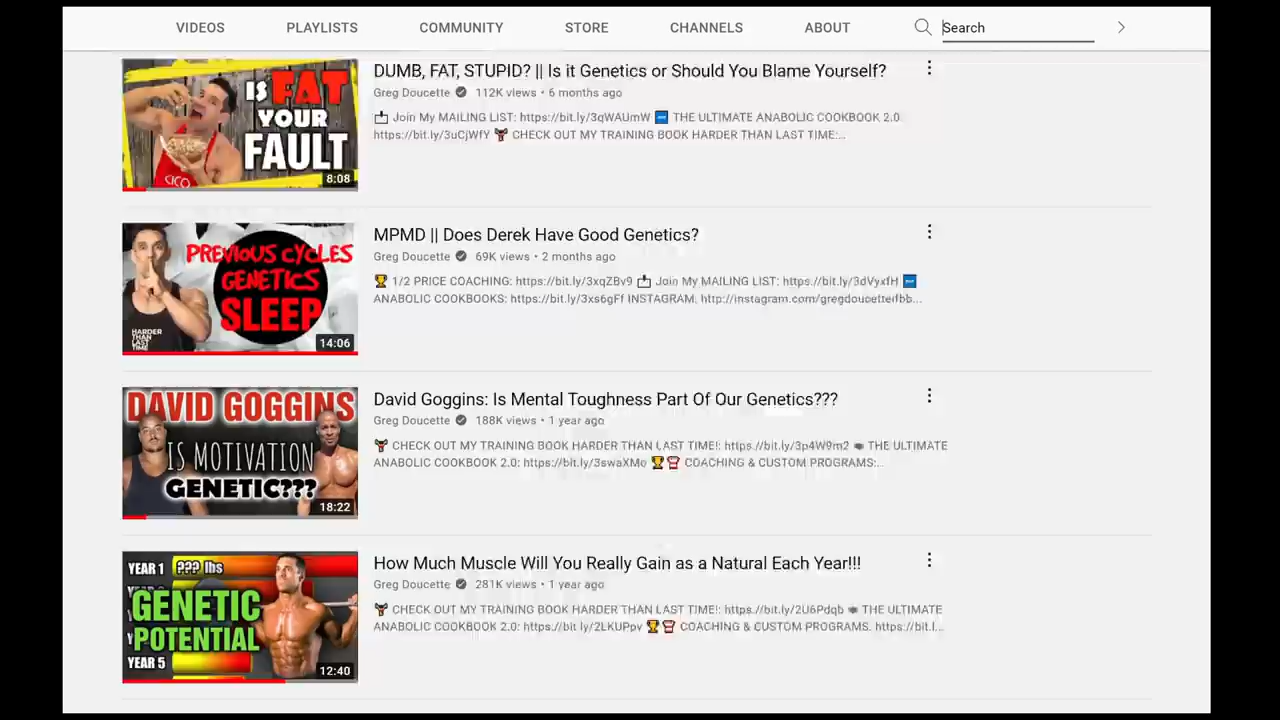 VIDEOS PLAYLISTS COMMUNITY STORE CHANNELS ABOUT Search
IS FAT
YOUR
FAULT
CICO
8:08
DUMB, FAT, STUPID? || Is it Genetics or Should You Blame Yourself?
Greg Doucette 112K views • 6 months ago
Join My MAILING LIST: https://bit.ly/3qWAUmW THE ULTIMATE ANABOLIC COOKBOOK 2.0
https://bit.ly/3uCjWfY CHECK OUT MY TRAINING BOOK HARDER THAN LAST TIME:...
PREVIOUS CYCLES
GENETICS
SLEEP
HARDER
THAN
LAST
TIME
14:06
MPMD || Does Derek Have Good Genetics?
Greg Doucette 69K views • 2 months ago
1/2 PRICE COACHING: https://bit.ly/3xqZBv9 Join My MAILING LIST: https://bit.ly/3dVyxfH
ANABOLIC COOKBOOKS: https://bit.ly/3xs6gFf INSTAGRAM: http://instagram.com/gregdoucetteifbb...
DAVID GOGGINS
IS MOTIVATION
GENETIC???
18:22
David Goggins: Is Mental Toughness Part Of Our Genetics???
Greg Doucette 188K views • 1 year ago
CHECK OUT MY TRAINING BOOK HARDER THAN LAST TIME!: https://bit.ly/3p4W9m2 THE ULTIMATE
ANABOLIC COOKBOOK 2.0: https://bit.ly/3swaXMo COACHING & CUSTOM PROGRAMS:...
YEAR 1 ??? lbs
GENETIC
POTENTIAL
YEAR 5
12:40
How Much Muscle Will You Really Gain as a Natural Each Year!!!
Greg Doucette 281K views • 1 year ago
CHECK OUT MY TRAINING BOOK HARDER THAN LAST TIME!: https://bit.ly/2U6Pdqb THE ULTIMATE
ANABOLIC COOKBOOK 2.0: https://bit.ly/2LKUPpv COACHING & CUSTOM PROGRAMS. https://bit.l...